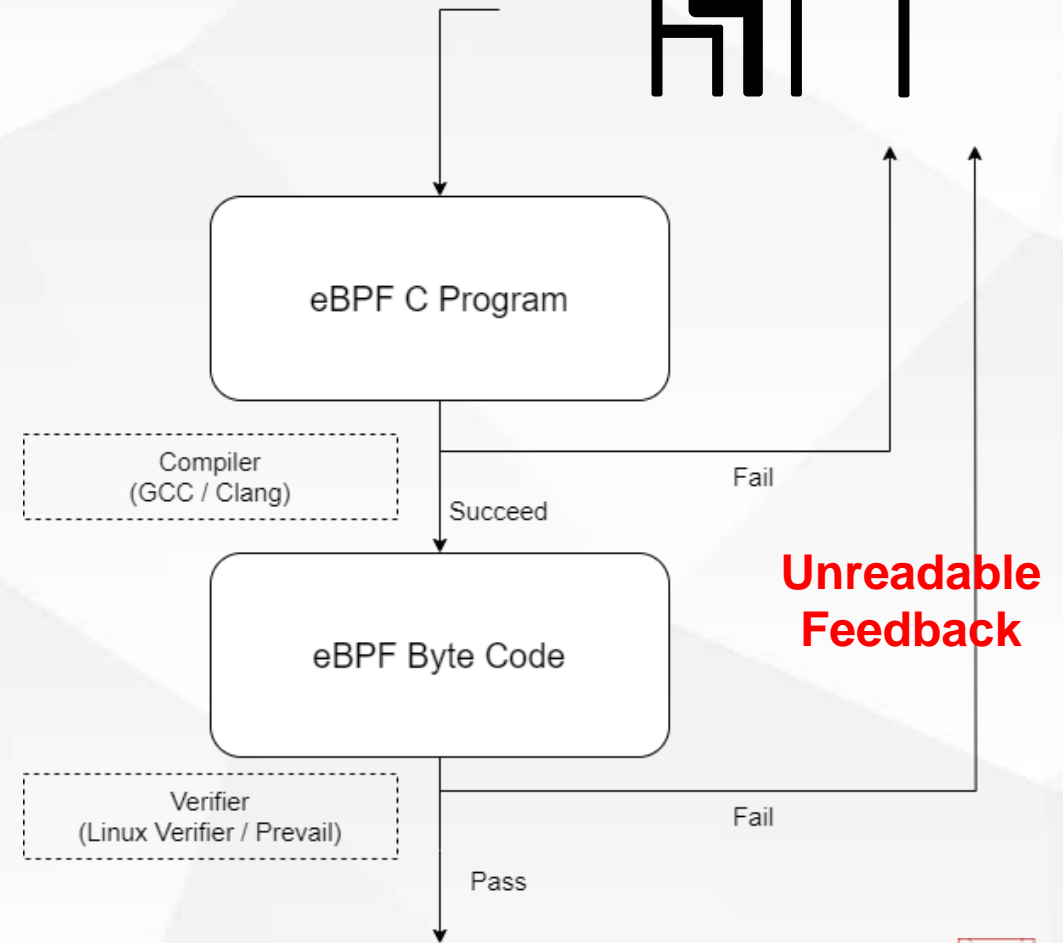 eBPF C Program
Compiler
(GCC / Clang)
Fail
Succeed
Unreadable
Feedback
eBPF Byte Code
Verifier
(Linux Verifier / Prevail)
Fail
Pass